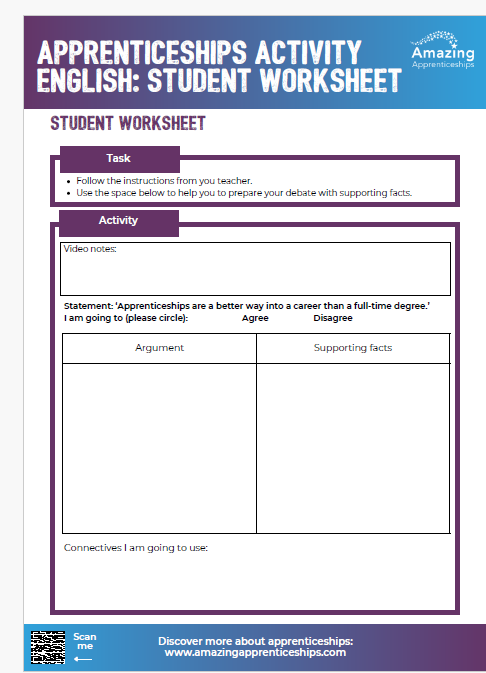 APPRENTICESHIPS ACTIVITY
ENGLISH: STUDENT WORKSHEET
Amazing
Apprenticeships
STUDENT WORKSHEET
Task
• Follow the instructions from you teacher.
• Use the space below to help you to prepare your debate with supporting facts.
Activity
Video notes:
Statement: ‘Apprenticeships are a better way into a career than a full-time degree.’
I am going to (please circle): Agree Disagree
Argument Supporting facts
Connectives I am going to use:
Scan
me
Discover more about apprenticeships:
www.amazingapprenticeships.com